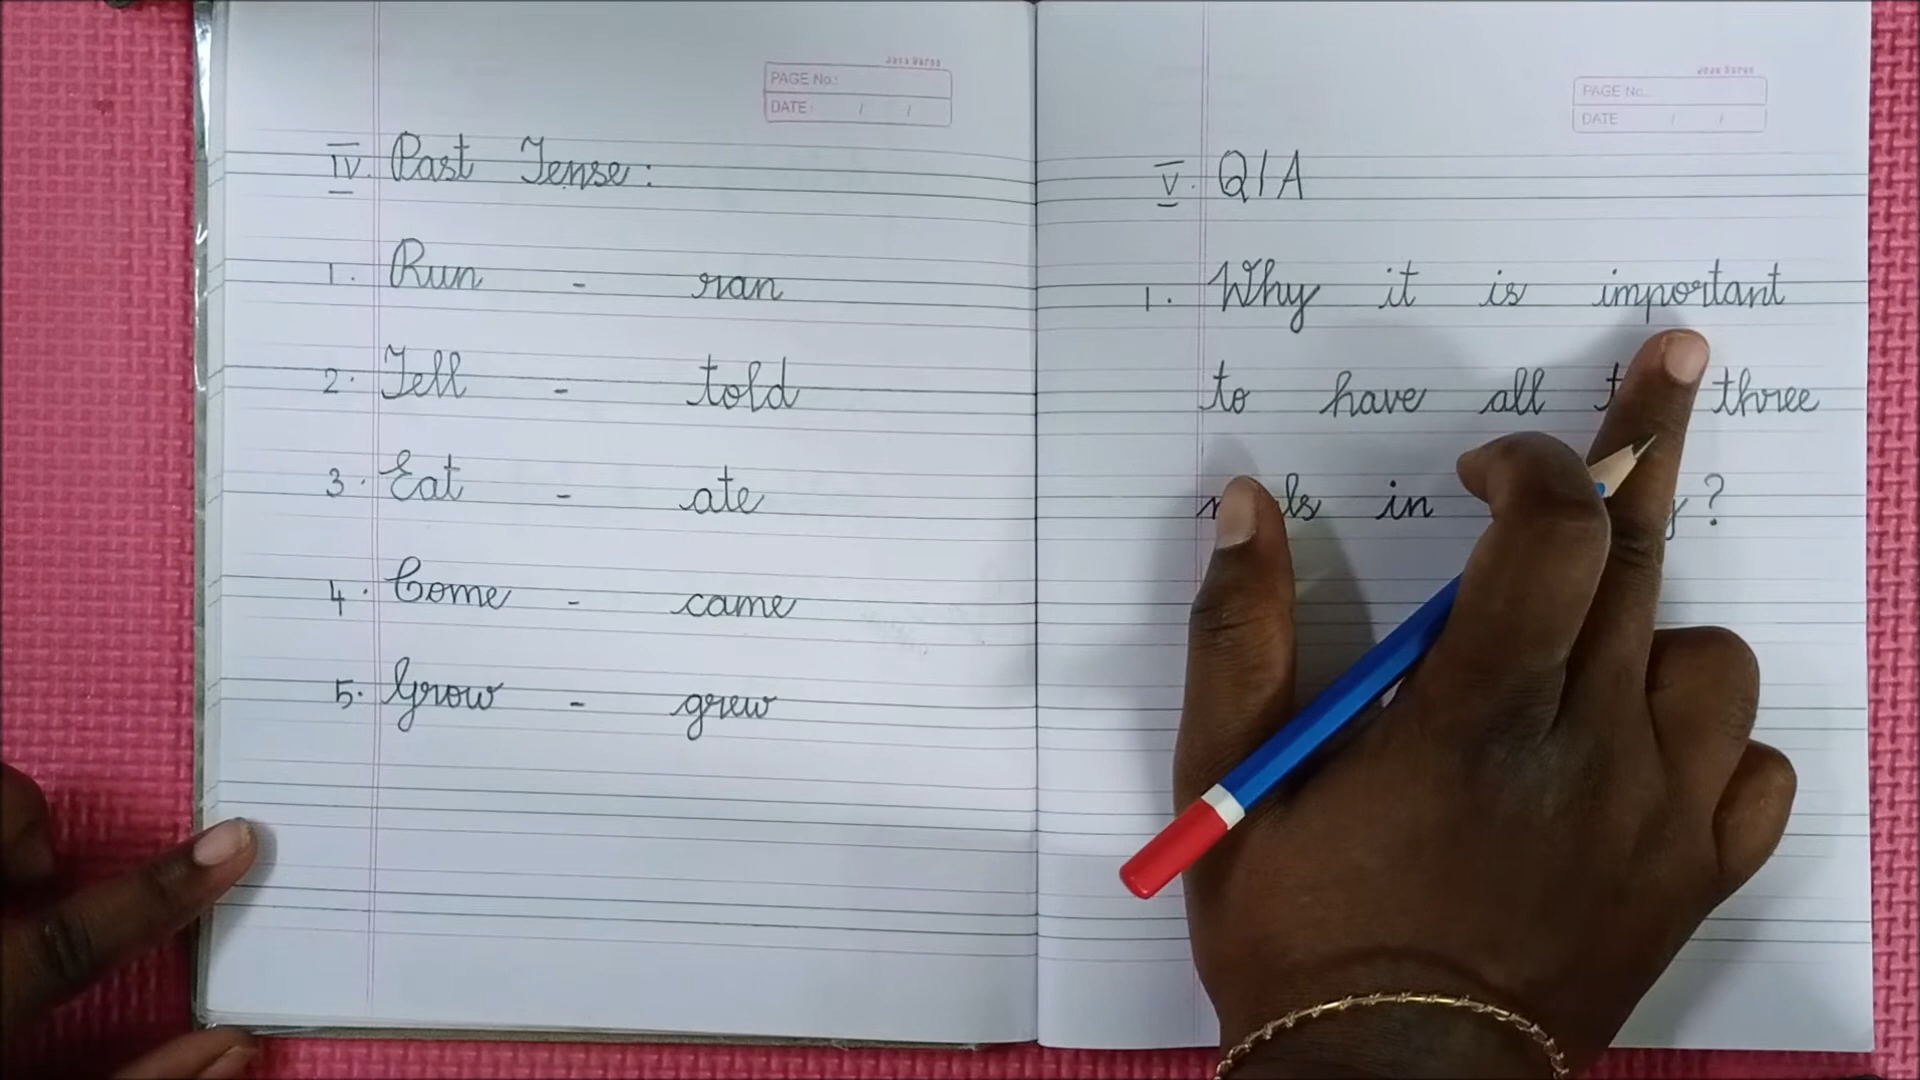 PAGE No.:
DATE: / /
IV. Past Tense:
1. Run - ran
2. Tell - told
3. Eat - ate
4. Come - came
5. Grow - grew
PAGE No.:
DATE / /
V. Q/A
1. Why it is important
to have all three
in ?